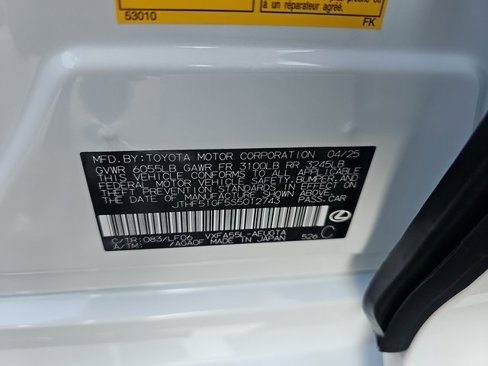 53010
à un réparateur agréé.
FK
MFD.BY:TOYOTA MOTOR CORPORATION 04/25
GVWR 6055LB GAWR FR 3100LB RR 3245LB
THIS VEHICLE CONFORMS TO ALL APPLICABLE
FEDERAL MOTOR VEHICLE SAFETY,BUMPER,AND
THEFT PREVENTION STANDARDS IN EFFECT ON
THE DATE OF MANUFACTURE SHOWN ABOVE.
JTHF51GF5S5012743 PASS.CAR
C/TR:083/LF06 VXFA55L-AEUGTA
A/TM: /AGA0F MADE IN JAPAN 526 C